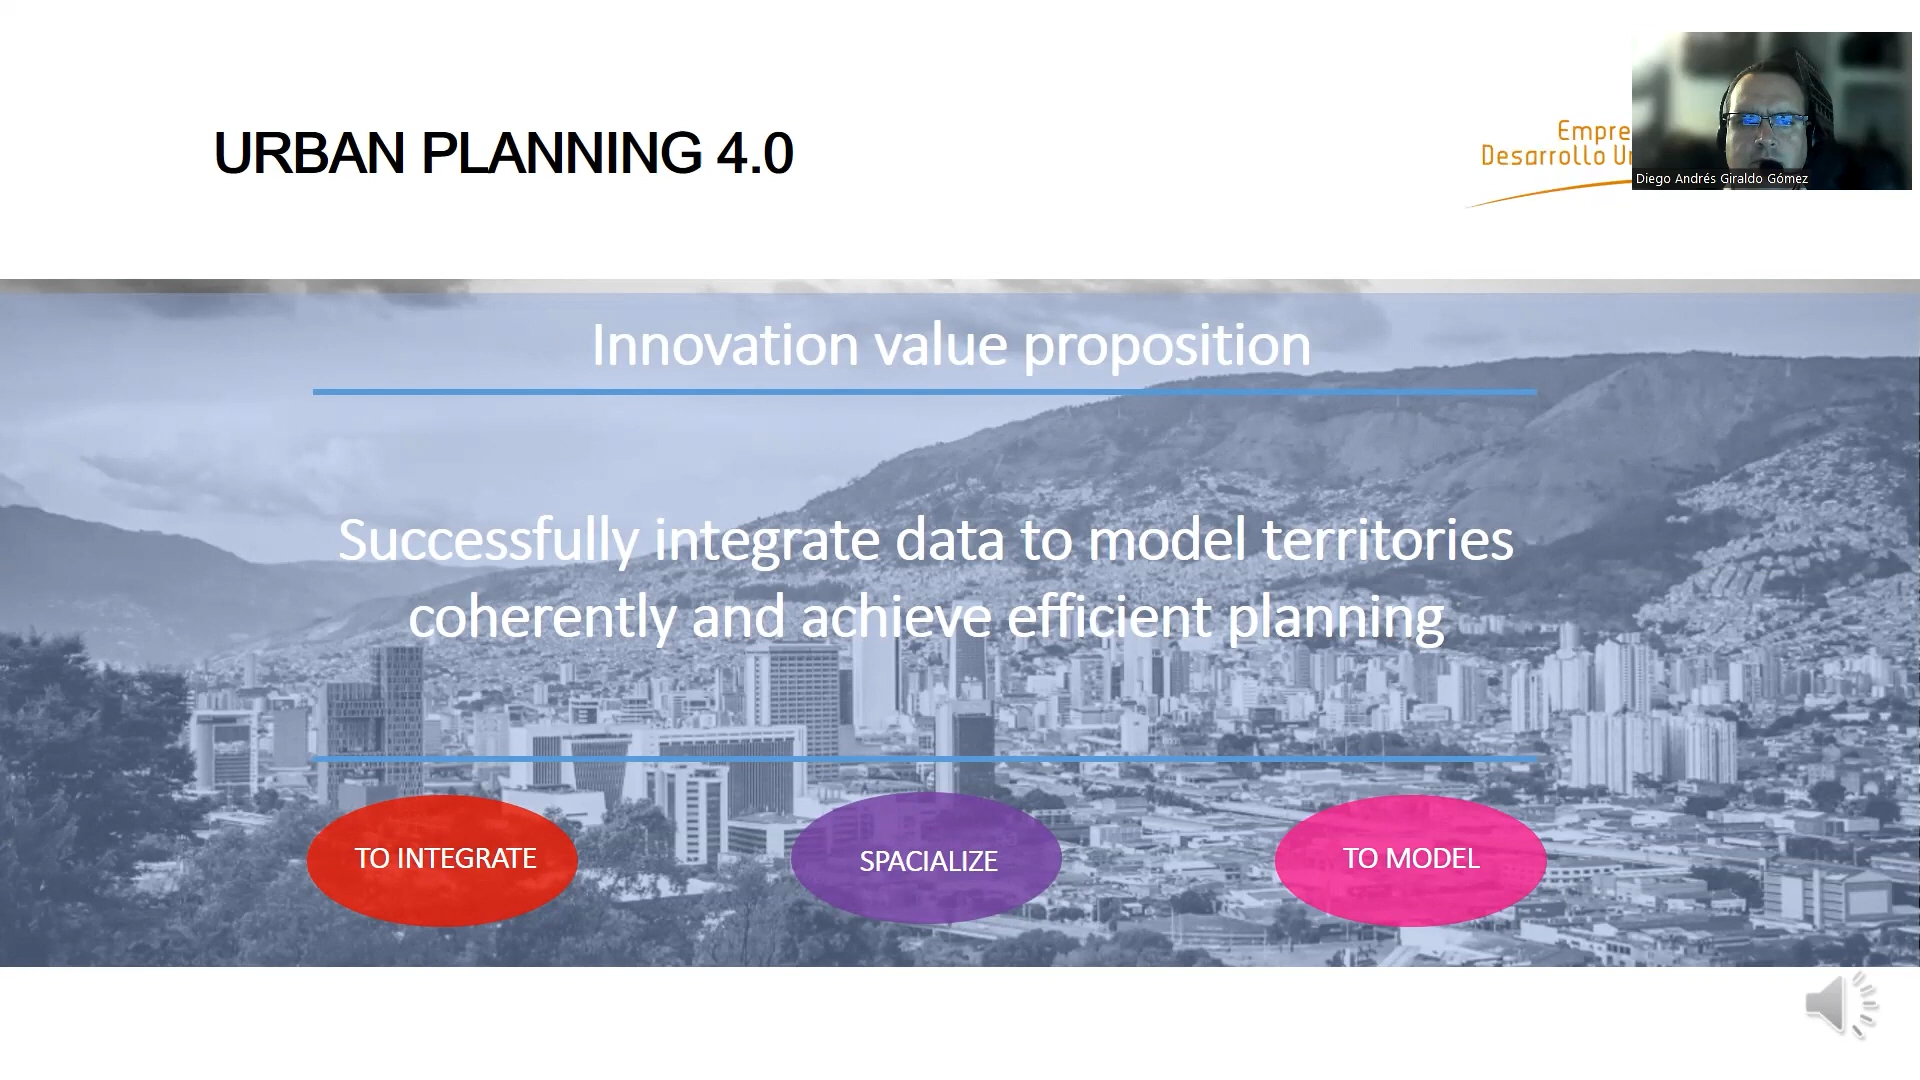 URBAN PLANNING 4.0
Empre
Desarrollo Ur
Diego Andrés Giraldo Gómez
Innovation value proposition
Successfully integrate data to model territories
coherently and achieve efficient planning
TO INTEGRATE
SPACIALIZE
TO MODEL